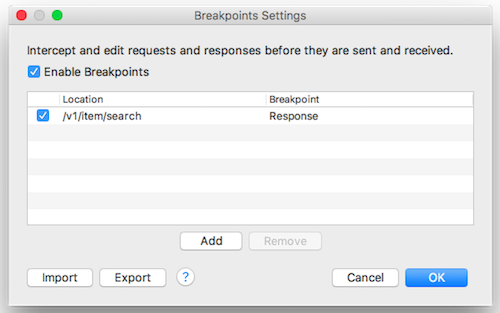 Breakpoints Settings
Intercept and edit requests and responses before they are sent and received.
Enable Breakpoints
Location Breakpoint
/v1/item/search Response
Add Remove
Import Export ? Cancel OK